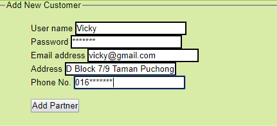 Add New Customer
User name Vicky
Password *******
Email address vicky@gmail.com
Address D Block 7/9 Taman Puchong
Phone No. 016*******
Add Partner